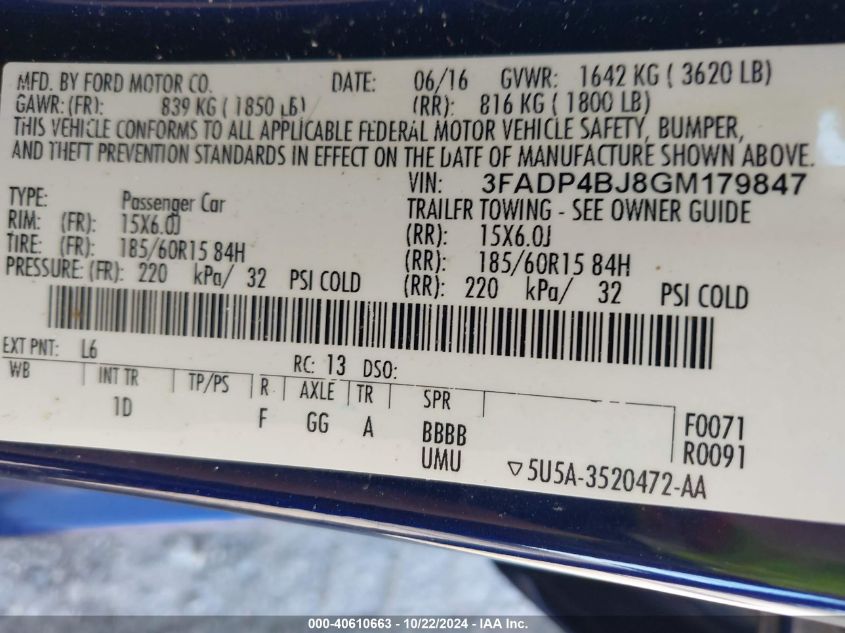 MFD. BY FORD MOTOR CO. DATE: 06/16 GVWR: 1642 KG ( 3620 LB)
GAWR: (FR): 839 KG ( 1850 LB) (RR): 816 KG ( 1800 LB)
THIS VEHICLE CONFORMS TO ALL APPLICABLE FEDERAL MOTOR VEHICLE SAFETY, BUMPER,
AND THEFT PREVENTION STANDARDS IN EFFECT ON THE DATE OF MANUFACTURE SHOWN ABOVE.
VIN: 3FADP4BJ8GM179847
TYPE: Passenger Car TRAILER TOWING - SEE OWNER GUIDE
RIM: (FR): 15X6.0J (RR): 15X6.0J
TIRE: (FR): 185/60R15 84H (RR): 185/60R15 84H
PRESSURE: (FR): 220 kPa/ 32 PSI COLD (RR): 220 kPa/ 32 PSI COLD
EXT PNT: L6 RC: 13 DSO:
WB INT TR TP/PS R AXLE TR SPR
1D F GG A BBBB F0071
UMU R0091
5U5A-3520472-AA
000-40610663 - 10/22/2024 - IAA Inc.